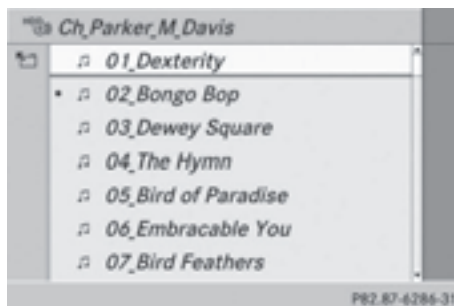 Ch_Parker_M_Davis
01_Dexterity
02_Bongo Bop
03_Dewey Square
04_The Hymn
05_Bird of Paradise
06_Embracable You
07_Bird Feathers
P82.87-6286-31